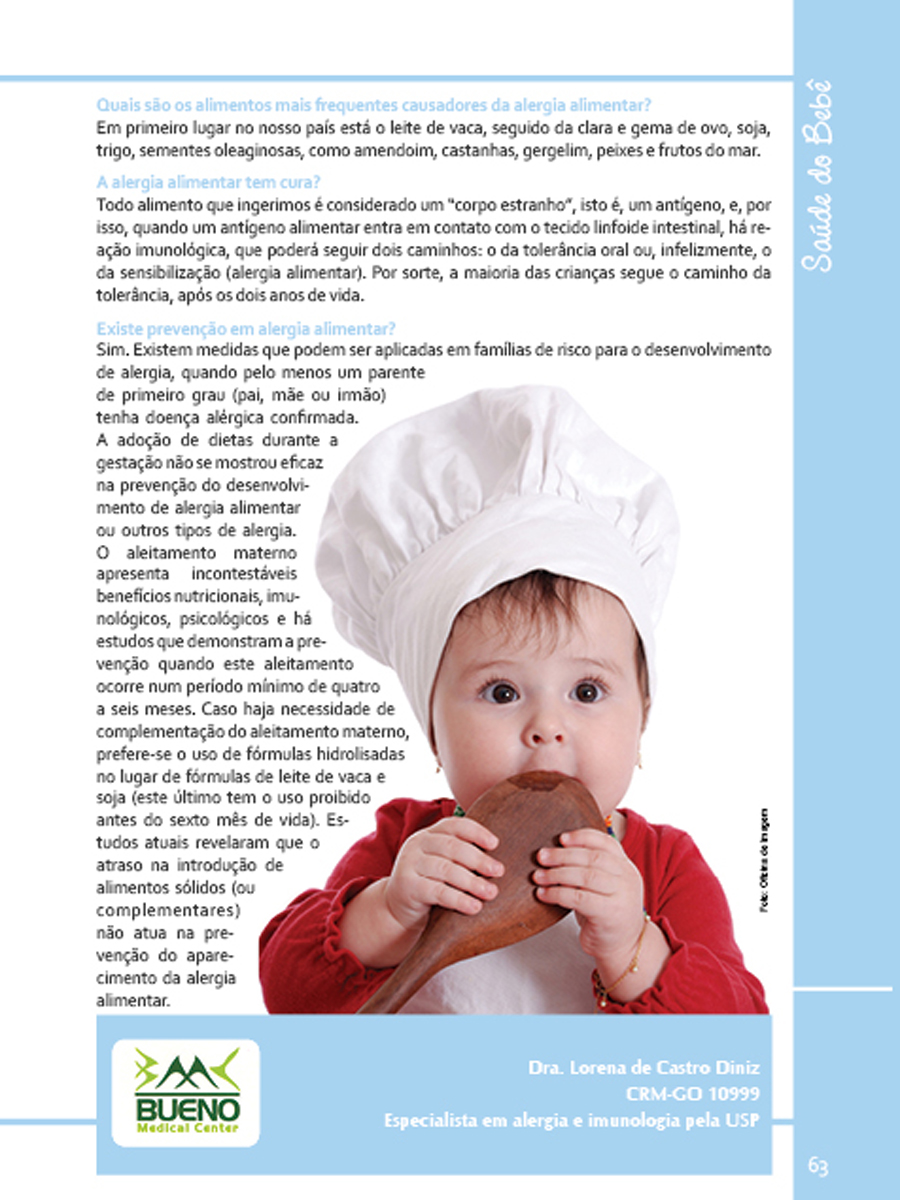 Saúde do Bebê
Quais são os alimentos mais frequentes causadores da alergia alimentar?
Em primeiro lugar no nosso país está o leite de vaca, seguido da clara e gema de ovo, soja,
trigo, sementes oleaginosas, como amendoim, castanhas, gergelim, peixes e frutos do mar.
A alergia alimentar tem cura?
Todo alimento que ingerimos é considerado um "corpo estranho", isto é, um antígeno, e, por
isso, quando um antígeno alimentar entra em contato com o tecido linfoide intestinal, há re-
ação imunológica, que poderá seguir dois caminhos: o da tolerância oral ou, infelizmente, o
da sensibilização (alergia alimentar). Por sorte, a maioria das crianças segue o caminho da
tolerância, após os dois anos de vida.
Existe prevenção em alergia alimentar?
Sim. Existem medidas que podem ser aplicadas em famílias de risco para o desenvolvimento
de alergia, quando pelo menos um parente
de primeiro grau (pai, mãe ou irmão)
tenha doença alérgica confirmada.
A adoção de dietas durante a
gestação não se mostrou eficaz
na prevenção do desenvolvi-
mento de alergia alimentar
ou outros tipos de alergia.
O aleitamento materno
apresenta incontestáveis
benefícios nutricionais, imu-
nológicos, psicológicos e há
estudos que demonstram a pre-
venção quando este aleitamento
ocorre num período mínimo de quatro
a seis meses. Caso haja necessidade de
complementação do aleitamento materno,
prefere-se o uso de fórmulas hidrolisadas
no lugar de fórmulas de leite de vaca e
soja (este último tem o uso proibido
antes do sexto mês de vida). Es-
tudos atuais revelaram que o
atraso na introdução de
alimentos sólidos (ou
complementares)
não atua na pre-
venção do apare-
cimento da alergia
alimentar.
Foto: Oficina de Imagem
BUENO
Medical Center
Dra. Lorena de Castro Diniz
CRM-GO 10999
Especialista em alergia e imunologia pela USP
63